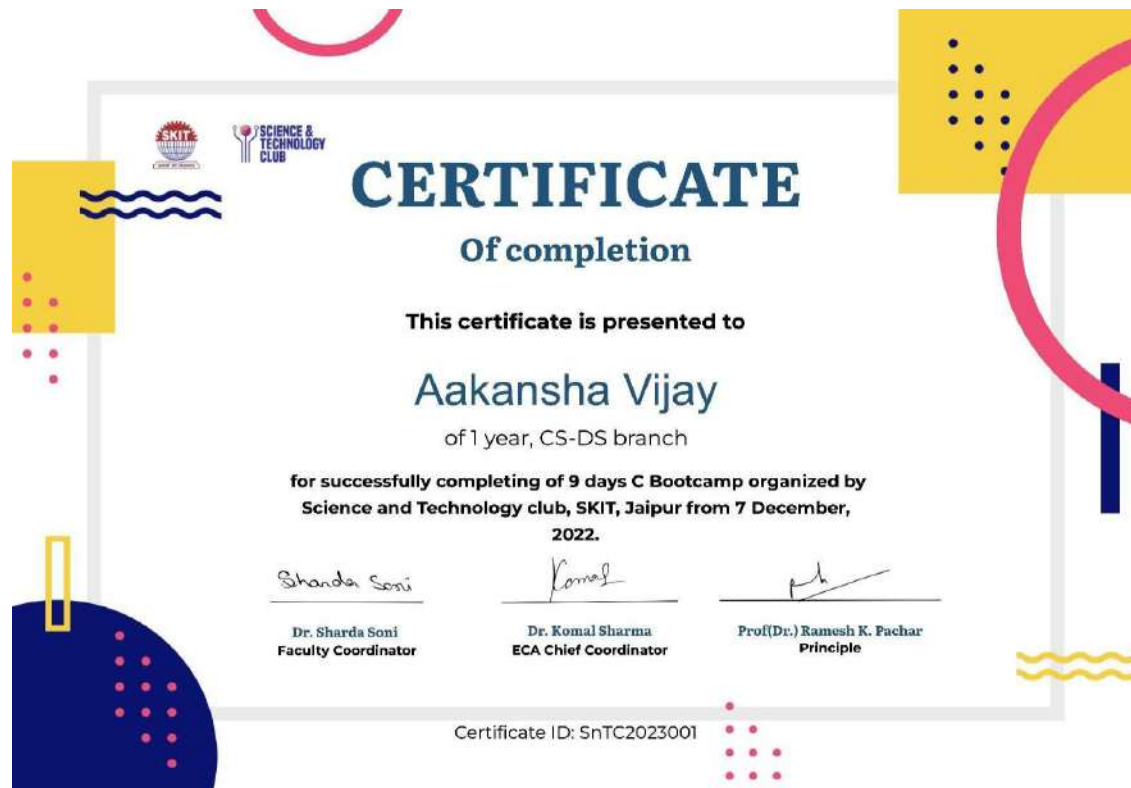 SKIT
SCIENCE &
TECHNOLOGY
CLUB
CERTIFICATE
Of completion
This certificate is presented to
Aakansha Vijay
of 1 year, CS-DS branch
for successfully completing of 9 days C Bootcamp organized by
Science and Technology club, SKIT, Jaipur from 7 December,
2022.
Sharda Soni
Komal
Dr. Sharda Soni
Faculty Coordinator
Dr. Komal Sharma
ECA Chief Coordinator
Prof(Dr.) Ramesh K. Pachar
Principle
Certificate ID: SnTC2023001